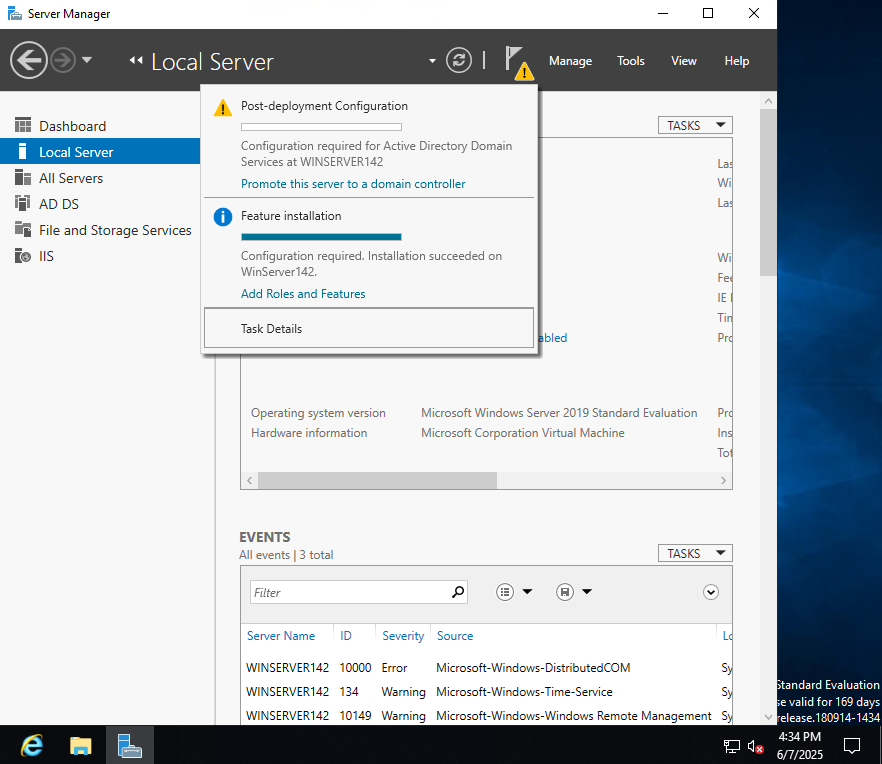 Server Manager
Local Server
Manage
Tools
View
Help
Dashboard
Local Server
All Servers
AD DS
File and Storage Services
IIS
Post-deployment Configuration
Configuration required for Active Directory Domain
Services at WINSERVER142
Promote this server to a domain controller
Feature installation
Configuration required. Installation succeeded on
WinServer142.
Add Roles and Features
Task Details
TASKS
Las
Wi
Las
Wi
Fee
IE
Tim
abled
Pro
Operating system version Microsoft Windows Server 2019 Standard Evaluation Pro
Hardware information Microsoft Corporation Virtual Machine Ins
Tot
EVENTS
All events | 3 total
TASKS
Filter
Server Name ID Severity Source
WINSERVER142 10000 Error Microsoft-Windows-DistributedCOM Sy
WINSERVER142 134 Warning Microsoft-Windows-Time-Service Sy
WINSERVER142 10149 Warning Microsoft-Windows-Windows Remote Management Sy
Standard Evaluation
se valid for 169 days
release.180914-1434
4:34 PM
6/7/2025